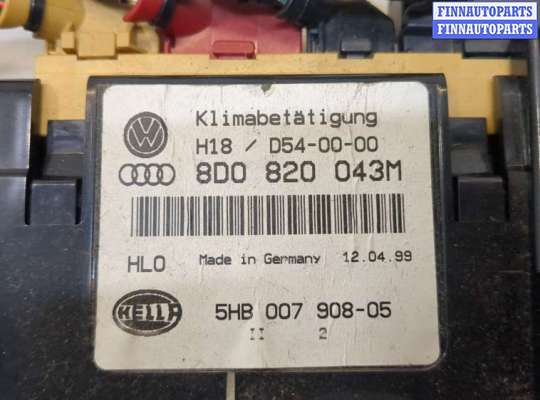 FINNAUTOPARTS
FINNAUTOPARTS
Klimabetätigung
H18 / D54-00-00
8D0 820 043M
HLO Made in Germany 12.04.99
HELLA 5HB 007 908-05
II 2